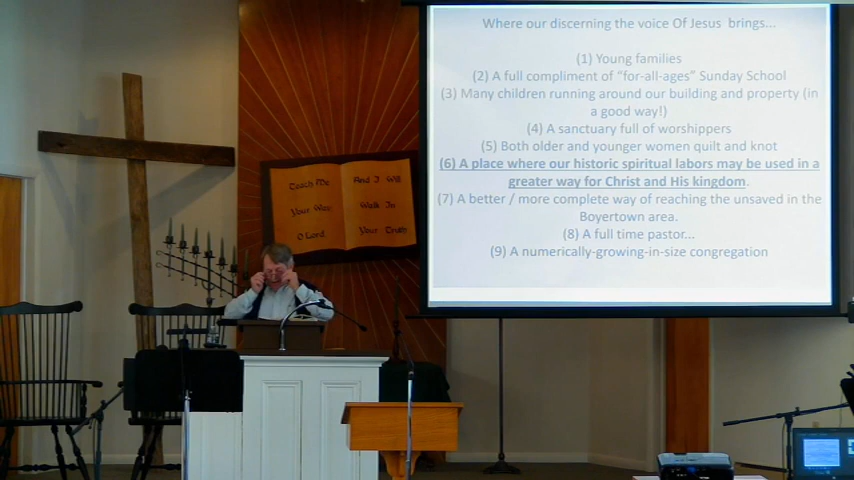 Where our discerning the voice Of Jesus  brings...
(1) Young families
(2) A full compliment of “for-all-ages” Sunday School
(3) Many children running around our building and property (in
a good way!)
(4) A sanctuary full of worshippers
(5) Both older and younger women quilt and knot
(6) A place where our historic spiritual labors may be used in a
greater way for Christ and His kingdom.
(7) A better / more complete way of reaching the unsaved in the
Boyertown area.
(8) A full time pastor...
(9) A numerically-growing-in-size congregation
Teach Me
Your Way
O Lord
And I Will
Walk In
Your Truth